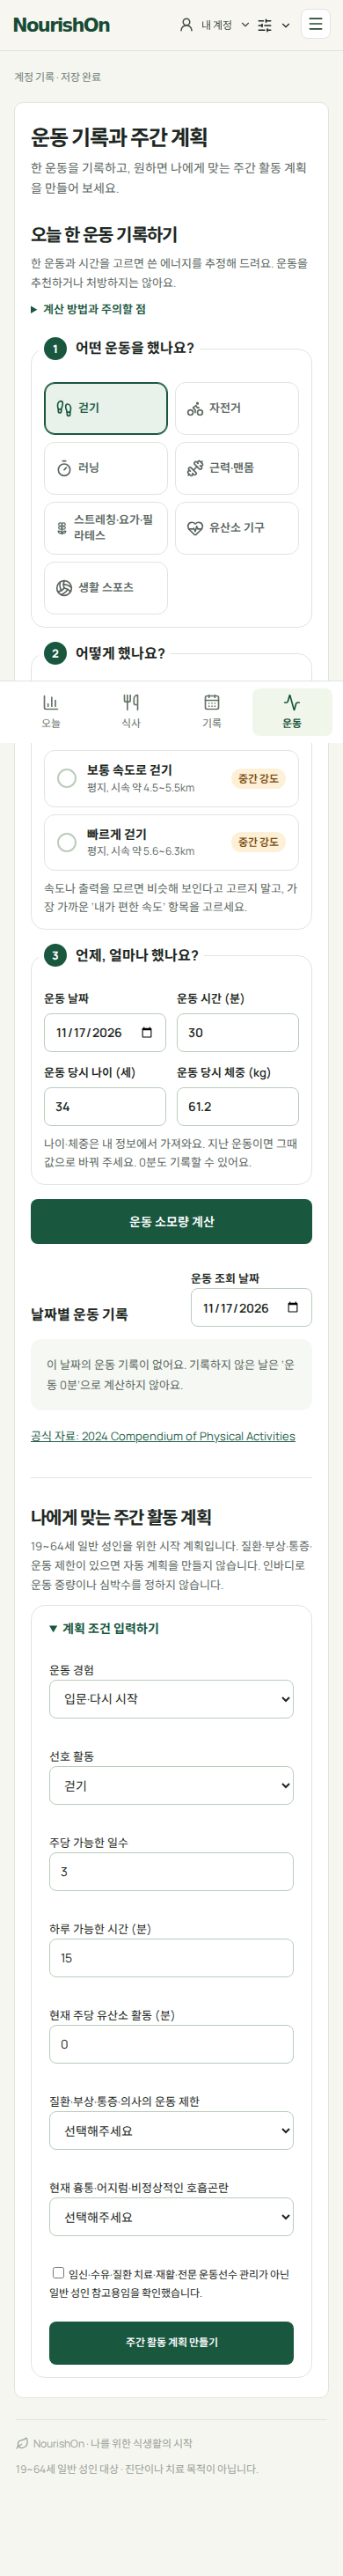 NourishOn
내 계정
계정 기록 · 저장 완료
운동 기록과 주간 계획
한 운동을 기록하고, 원하면 나에게 맞는 주간 활동 계획
을 만들어 보세요.
오늘 한 운동 기록하기
한 운동과 시간을 고르면 쓴 에너지를 추정해 드려요. 운동을
추천하거나 처방하지는 않아요.
계산 방법과 주의할 점
1 어떤 운동을 했나요?
걷기
자전거
러닝
근력·맨몸
스트레칭·요가·필
라테스
유산소 기구
생활 스포츠
2 어떻게 했나요?
오늘
식사
기록
운동
보통 속도로 걷기
평지, 시속 약 4.5~5.5km
중간 강도
빠르게 걷기
평지, 시속 약 5.6~6.3km
중간 강도
속도나 출력을 모르면 비슷해 보인다고 고르지 말고, 가
장 가까운 '내가 편한 속도' 항목을 고르세요.
3 언제, 얼마나 했나요?
운동 날짜
운동 시간 (분)
11/17/2026
30
운동 당시 나이 (세)
운동 당시 체중 (kg)
34
61.2
나이·체중은 내 정보에서 가져와요. 지난 운동이면 그때
값으로 바꿔 주세요. 0분도 기록할 수 있어요.
운동 소모량 계산
운동 조회 날짜
날짜별 운동 기록
11/17/2026
이 날짜의 운동 기록이 없어요. 기록하지 않은 날은 '운
동 0분'으로 계산하지 않아요.
공식 자료: 2024 Compendium of Physical Activities
나에게 맞는 주간 활동 계획
19~64세 일반 성인을 위한 시작 계획입니다. 질환·부상·통증·
운동 제한이 있으면 자동 계획을 만들지 않습니다. 인바디로
운동 중량이나 심박수를 정하지 않습니다.
계획 조건 입력하기
운동 경험
입문·다시 시작
선호 활동
걷기
주당 가능한 일수
3
하루 가능한 시간 (분)
15
현재 주당 유산소 활동 (분)
0
질환·부상·통증·의사의 운동 제한
선택해주세요
현재 흉통·어지럼·비정상적인 호흡곤란
선택해주세요
임신·수유·질환 치료·재활·전문 운동선수 관리가 아닌
일반 성인 참고용임을 확인했습니다.
주간 활동 계획 만들기
NourishOn · 나를 위한 식생활의 시작
19~64세 일반 성인 대상 · 진단이나 치료 목적이 아닙니다.